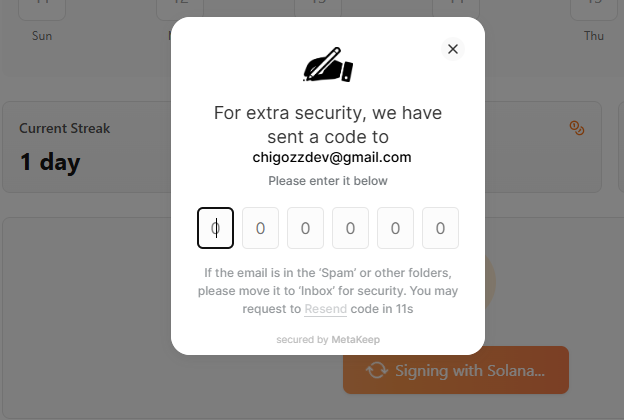 Sun
Thu
For extra security, we have
sent a code to
chigozzdev@gmail.com
Please enter it below
Current Streak
1 day
0 0 0 0 0 0
If the email is in the ‘Spam’ or other folders,
please move it to ‘Inbox’ for security. You may
request to Resend code in 11s
secured by MetaKeep
Signing with Solana...